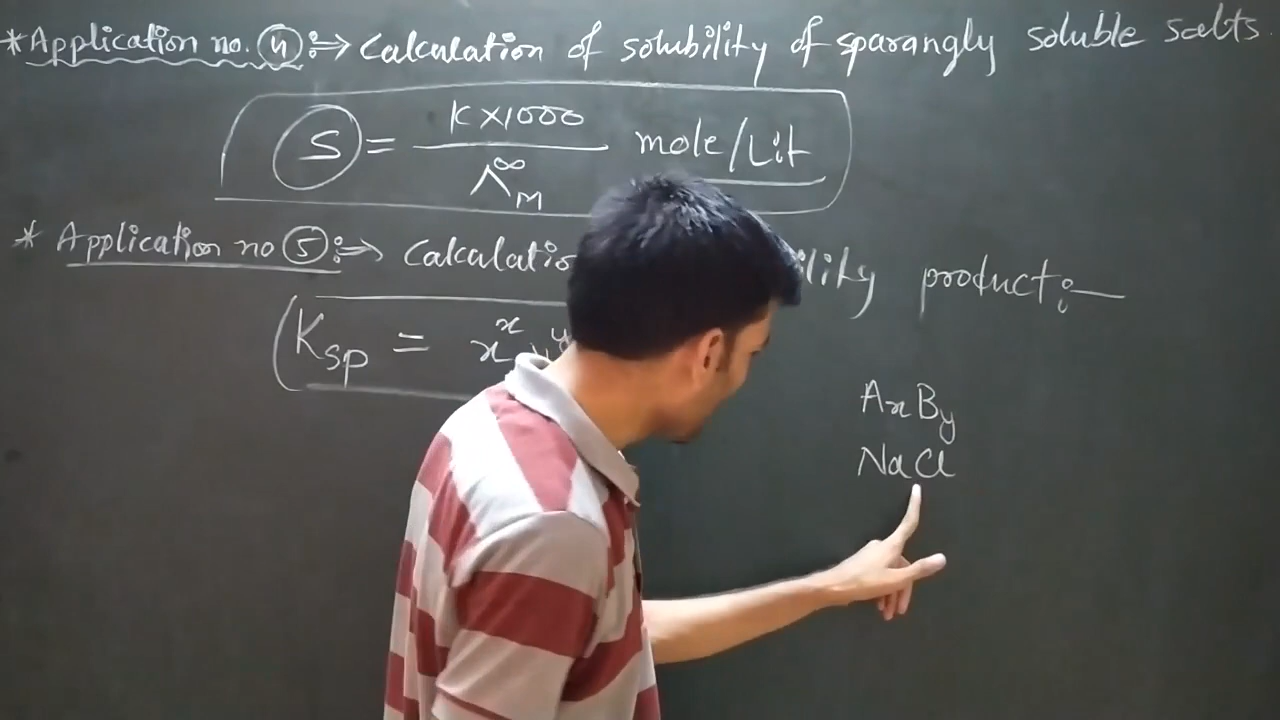 *Application no. (4):⇒ Calculation of solubility of sparangly soluble salts.
S = K×1000 / Λ∞M mole/Lit
* Application no (5):⇒ Calculatio ility product:—
Ksp = x^x y^y
AxBy
NaCl